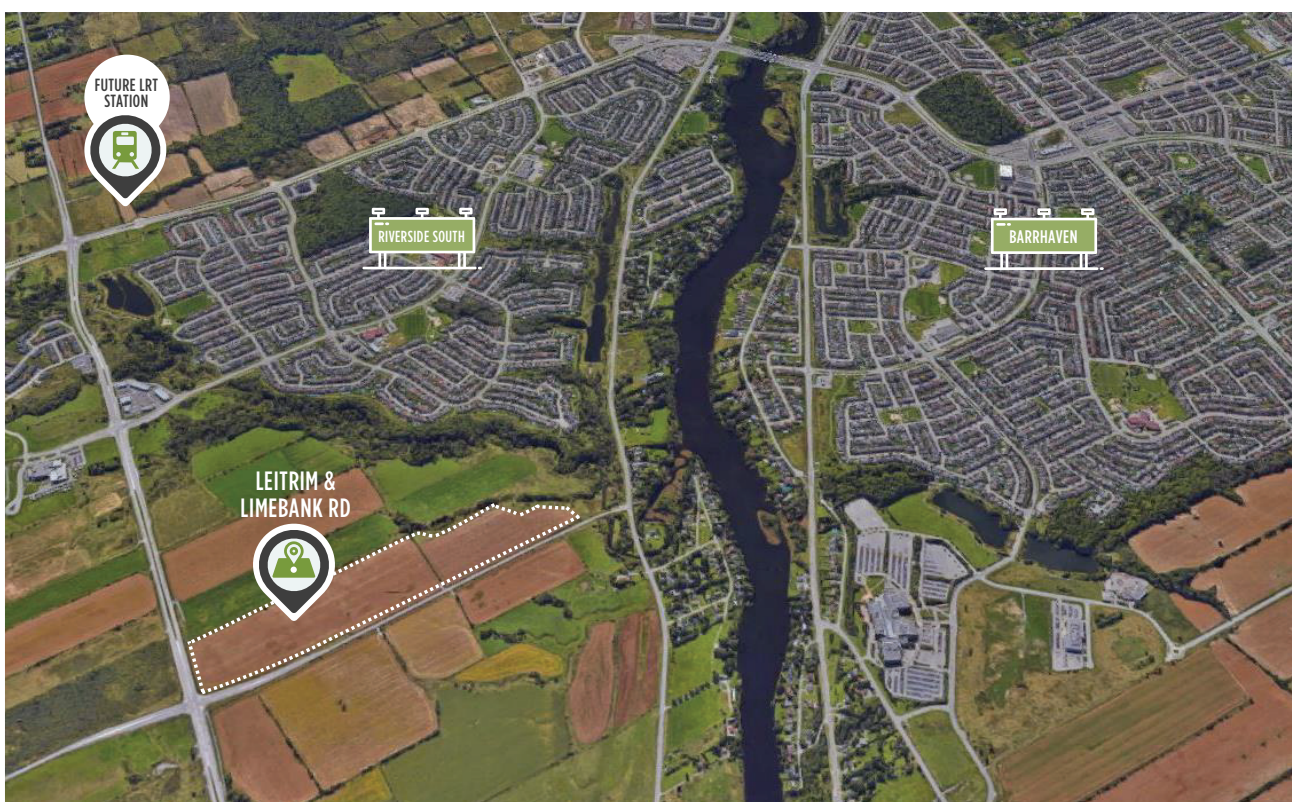 FUTURE LRT
STATION
RIVERSIDE SOUTH
BARRHAVEN
LEITRIM &
LIMEBANK RD